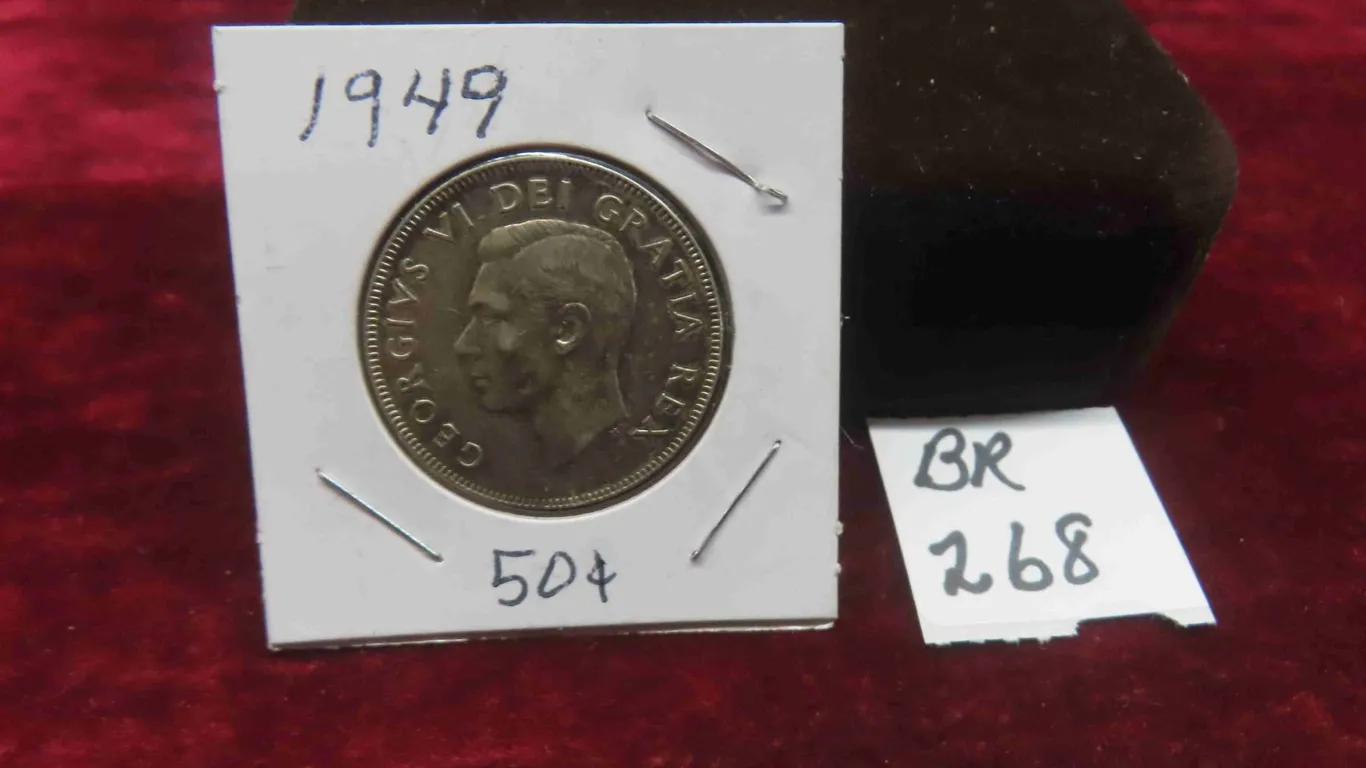 1949
GEORGIVS VI DEI GRATIA REX
50¢
BR
268